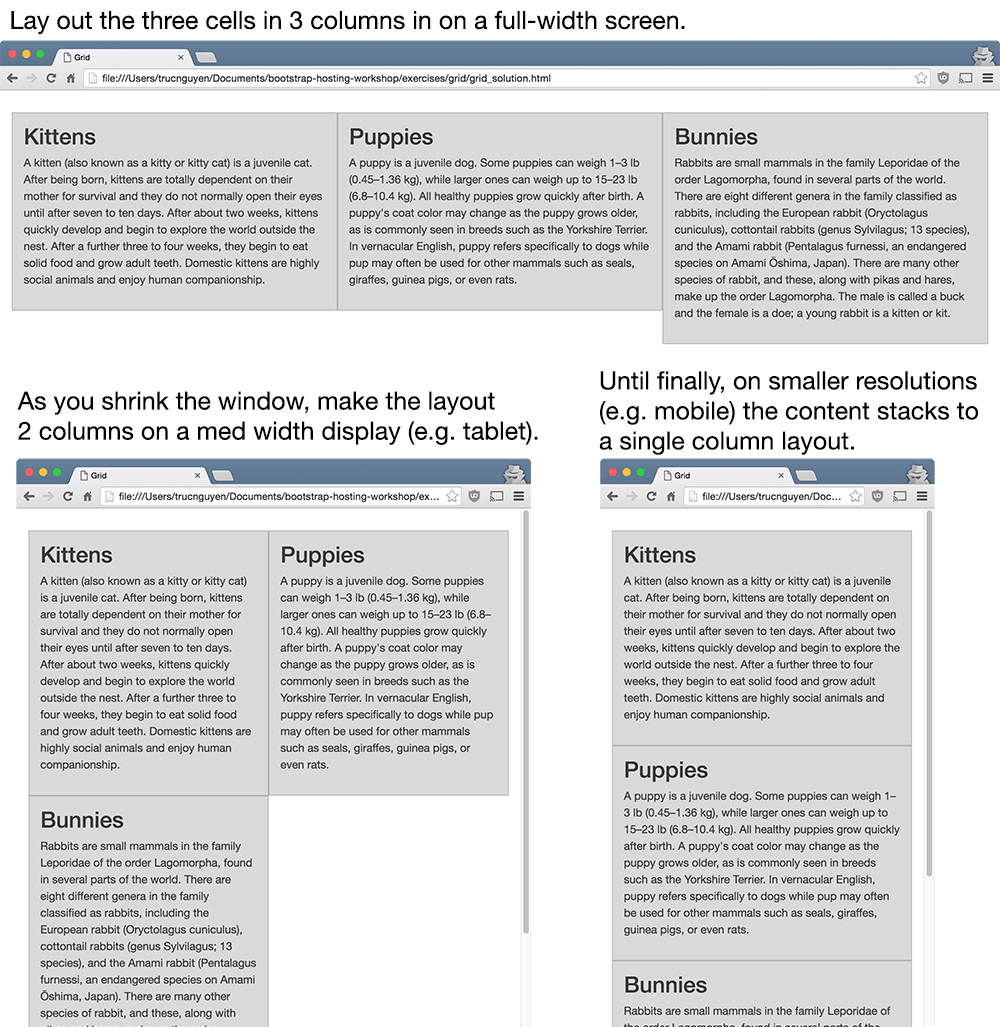 Lay out the three cells in 3 columns in on a full-width screen.
Grid
file:///Users/trucnguyen/Documents/bootstrap-hosting-workshop/exercises/grid/grid_solution.html
Kittens
A kitten (also known as a kitty or kitty cat) is a juvenile cat.
After being born, kittens are totally dependent on their
mother for survival and they do not normally open their eyes
until after seven to ten days. After about two weeks, kittens
quickly develop and begin to explore the world outside the
nest. After a further three to four weeks, they begin to eat
solid food and grow adult teeth. Domestic kittens are highly
social animals and enjoy human companionship.
Puppies
A puppy is a juvenile dog. Some puppies can weigh 1–3 lb
(0.45–1.36 kg), while larger ones can weigh up to 15–23 lb
(6.8–10.4 kg). All healthy puppies grow quickly after birth. A
puppy's coat color may change as the puppy grows older,
as is commonly seen in breeds such as the Yorkshire Terrier.
In vernacular English, puppy refers specifically to dogs while
pup may often be used for other mammals such as seals,
giraffes, guinea pigs, or even rats.
Bunnies
Rabbits are small mammals in the family Leporidae of the
order Lagomorpha, found in several parts of the world.
There are eight different genera in the family classified as
rabbits, including the European rabbit (Oryctolagus
cuniculus), cottontail rabbits (genus Sylvilagus; 13 species),
and the Amami rabbit (Pentalagus furnessi, an endangered
species on Amami Ōshima, Japan). There are many other
species of rabbit, and these, along with pikas and hares,
make up the order Lagomorpha. The male is called a buck
and the female is a doe; a young rabbit is a kitten or kit.
As you shrink the window, make the layout
2 columns on a med width display (e.g. tablet).
Grid
file:///Users/trucnguyen/Documents/bootstrap-hosting-workshop/ex...
Kittens
A kitten (also known as a kitty or kitty cat)
is a juvenile cat. After being born, kittens
are totally dependent on their mother for
survival and they do not normally open
their eyes until after seven to ten days.
After about two weeks, kittens quickly
develop and begin to explore the world
outside the nest. After a further three to
four weeks, they begin to eat solid food
and grow adult teeth. Domestic kittens are
highly social animals and enjoy human
companionship.
Puppies
A puppy is a juvenile dog. Some puppies
can weigh 1–3 lb (0.45–1.36 kg), while
larger ones can weigh up to 15–23 lb (6.8–
10.4 kg). All healthy puppies grow quickly
after birth. A puppy's coat color may
change as the puppy grows older, as is
commonly seen in breeds such as the
Yorkshire Terrier. In vernacular English,
puppy refers specifically to dogs while pup
may often be used for other mammals
such as seals, giraffes, guinea pigs, or
even rats.
Bunnies
Rabbits are small mammals in the family
Leporidae of the order Lagomorpha, found
in several parts of the world. There are
eight different genera in the family
classified as rabbits, including the
European rabbit (Oryctolagus cuniculus),
cottontail rabbits (genus Sylvilagus; 13
species), and the Amami rabbit (Pentalagus
furnessi, an endangered species on Amami
Ōshima, Japan). There are many other
species of rabbit, and these, along with
Until finally, on smaller resolutions
(e.g. mobile) the content stacks to
a single column layout.
Grid
file:///Users/trucnguyen/Doc...
Kittens
A kitten (also known as a kitty or kitty cat) is a juvenile
cat. After being born, kittens are totally dependent on
their mother for survival and they do not normally open
their eyes until after seven to ten days. After about two
weeks, kittens quickly develop and begin to explore the
world outside the nest. After a further three to four
weeks, they begin to eat solid food and grow adult
teeth. Domestic kittens are highly social animals and
enjoy human companionship.
Puppies
A puppy is a juvenile dog. Some puppies can weigh 1–
3 lb (0.45–1.36 kg), while larger ones can weigh up to
15–23 lb (6.8–10.4 kg). All healthy puppies grow quickly
after birth. A puppy's coat color may change as the
puppy grows older, as is commonly seen in breeds
such as the Yorkshire Terrier. In vernacular English,
puppy refers specifically to dogs while pup may often
be used for other mammals such as seals, giraffes,
guinea pigs, or even rats.
Bunnies
Rabbits are small mammals in the family Leporidae of